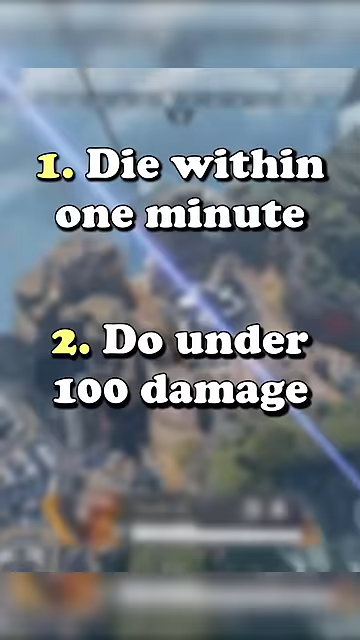 1. Die within
one minute
2. Do under
100 damage